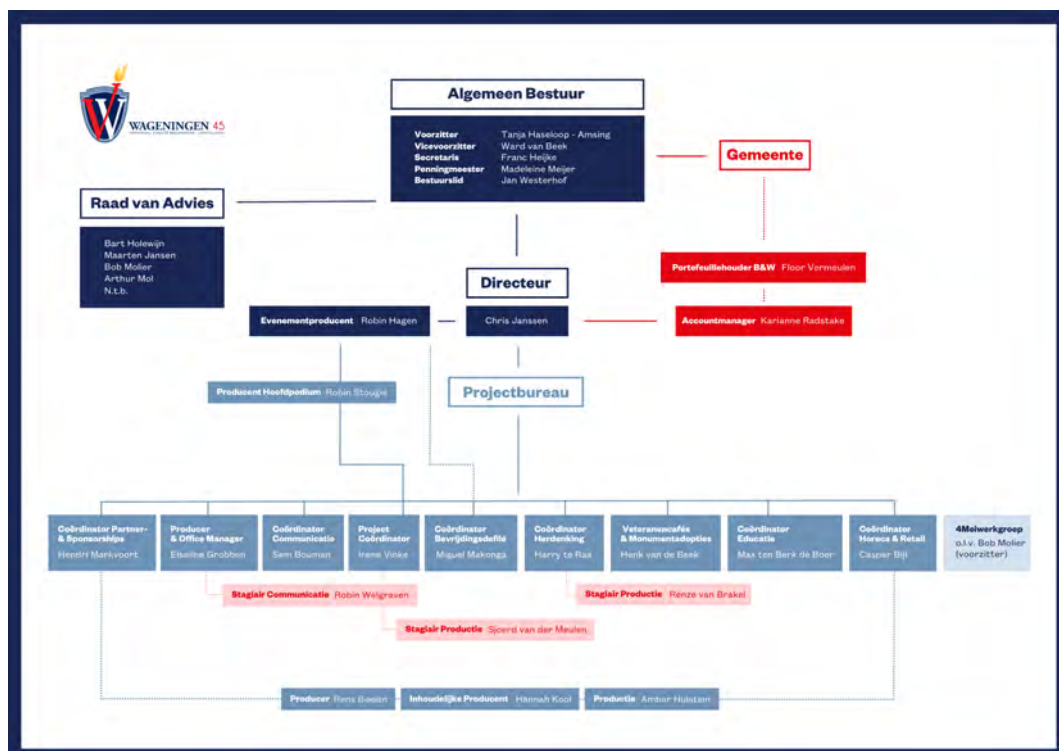 WAGENINGEN 45
Algemeen Bestuur
Voorzitter Tanja Haseloop - Amsing
Vicevoorzitter Ward van Beek
Secretaris Franc Heijke
Penningmeester Madeleine Meijer
Bestuurslid Jan Westerhof
Gemeente
Raad van Advies
Bart Holewijn
Maarten Jansen
Bob Molier
Arthur Mol
N.t.b.
Portefeuillehouder B&W Floor Vermeulen
Directeur
Evenementproducent Robin Hagen
Chris Janssen
Accountmanager Karianne Radstake
Producent Hoofdpodium Robin Stougie
Projectbureau
Coördinator Partner-
& Sponsorships
Henri Markvoort
Producer
& Office Manager
Elseline Grobben
Coördinator
Communicatie
Sem Bouman
Project
Coördinator
Irene Vinke
Coördinator
Bevrijdingsdefilé
Miguel Makonga
Coördinator
Herdenking
Harry te Raa
Veteranencafés
& Monumentadopties
Henk van de Beek
Coördinator
Educatie
Max ten Berk de Boer
Coördinator
Horeca & Retail
Casper Bijl
4Meiwerkgroep
o.l.v. Bob Molier
(voorzitter)
Stagiair Communicatie Robin Welgraven
Stagiair Productie Renze van Brakel
Stagiair Productie Sjoerd van der Meulen
Producer Rens
Inhoudelijke Producent Hannah Kool
Productie Amber Hulstein